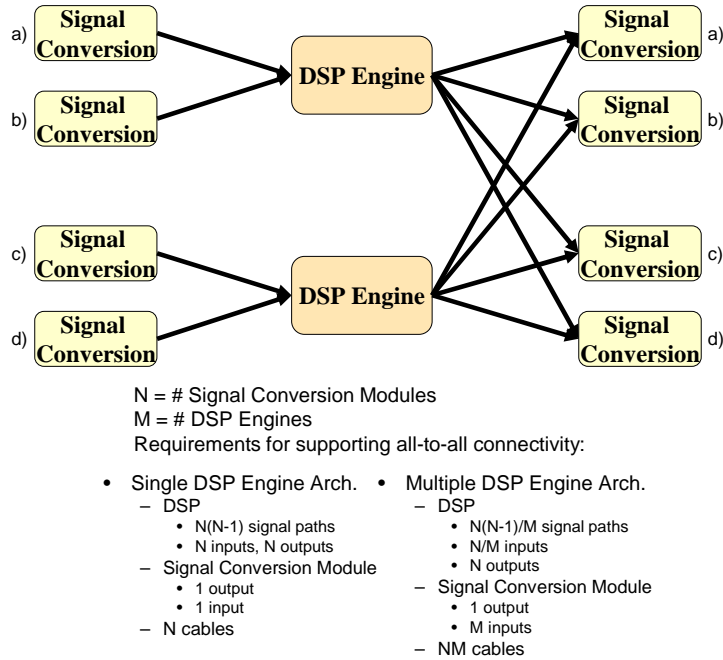 a) Signal Conversion
DSP Engine
Signal Conversion a)
b) Signal Conversion
Signal Conversion b)
c) Signal Conversion
DSP Engine
Signal Conversion c)
d) Signal Conversion
Signal Conversion d)
N = # Signal Conversion Modules
M = # DSP Engines
Requirements for supporting all-to-all connectivity:
• Single DSP Engine Arch.
– DSP
• N(N-1) signal paths
• N inputs, N outputs
– Signal Conversion Module
• 1 output
• 1 input
– N cables
• Multiple DSP Engine Arch.
– DSP
• N(N-1)/M signal paths
• N/M inputs
• N outputs
– Signal Conversion Module
• 1 output
• M inputs
– NM cables